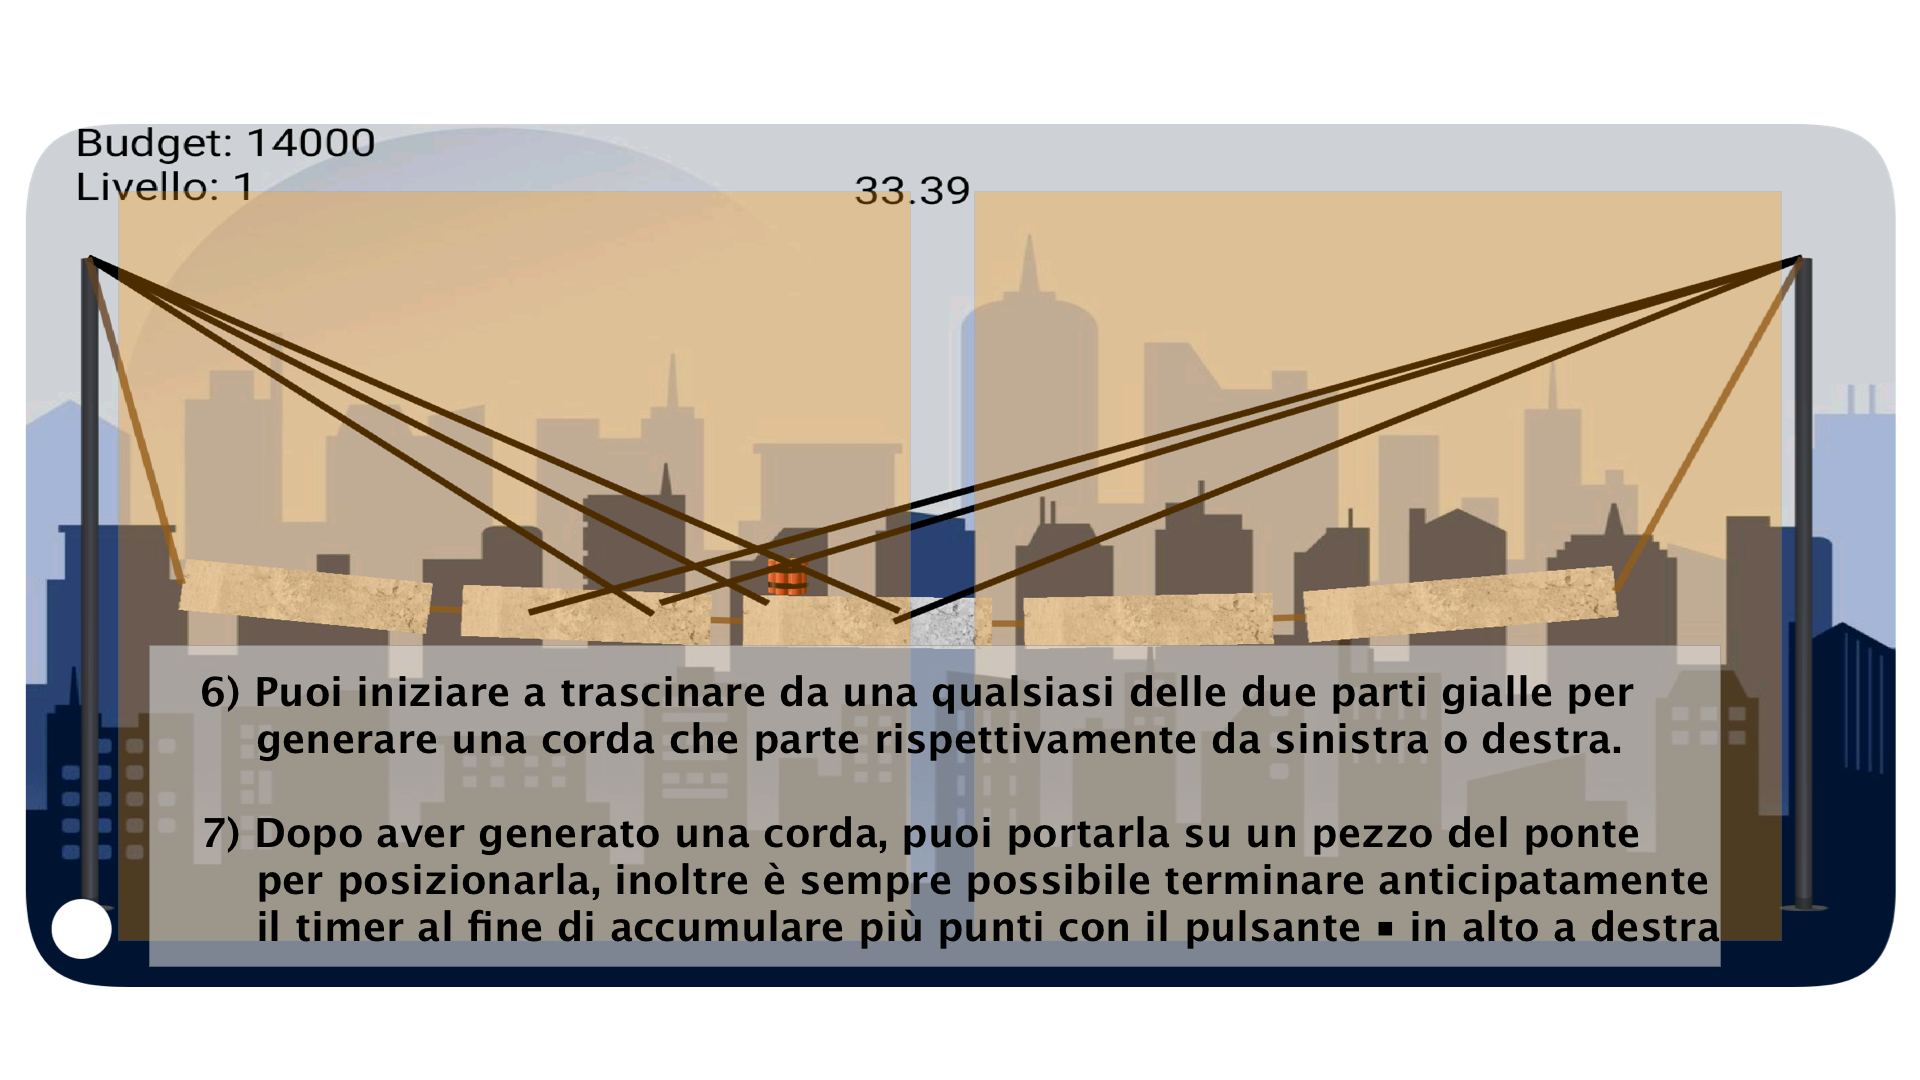 Budget: 14000
Livello: 1
33.39
6) Puoi iniziare a trascinare da una qualsiasi delle due parti gialle per
generare una corda che parte rispettivamente da sinistra o destra.
7) Dopo aver generato una corda, puoi portarla su un pezzo del ponte
per posizionarla, inoltre è sempre possibile terminare anticipatamente
il timer al fine di accumulare più punti con il pulsante ▪ in alto a destra